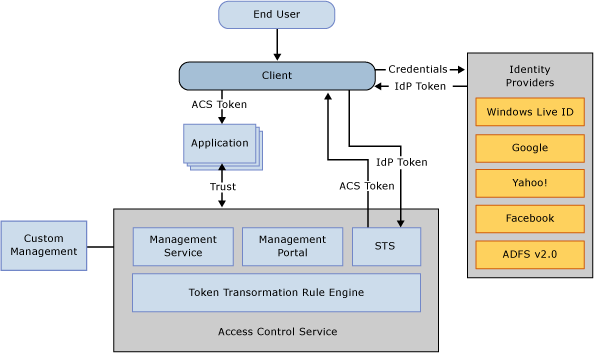 End User
Client
Credentials
IdP Token
Identity
Providers
Windows Live ID
Google
Yahoo!
Facebook
ADFS v2.0
ACS Token
Application
Trust
IdP Token
ACS Token
Custom
Management
Management
Service
Management
Portal
STS
Token Transormation Rule Engine
Access Control Service